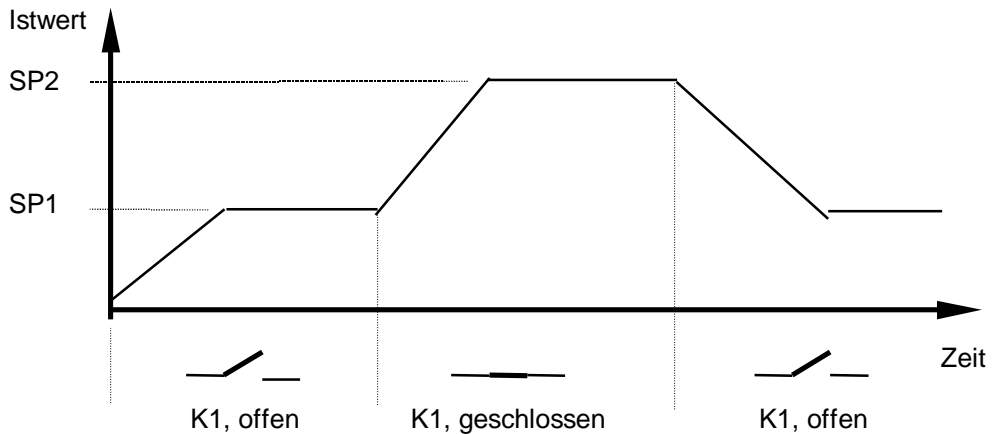 Istwert
SP2
SP1
Zeit
K1, offen
K1, geschlossen
K1, offen